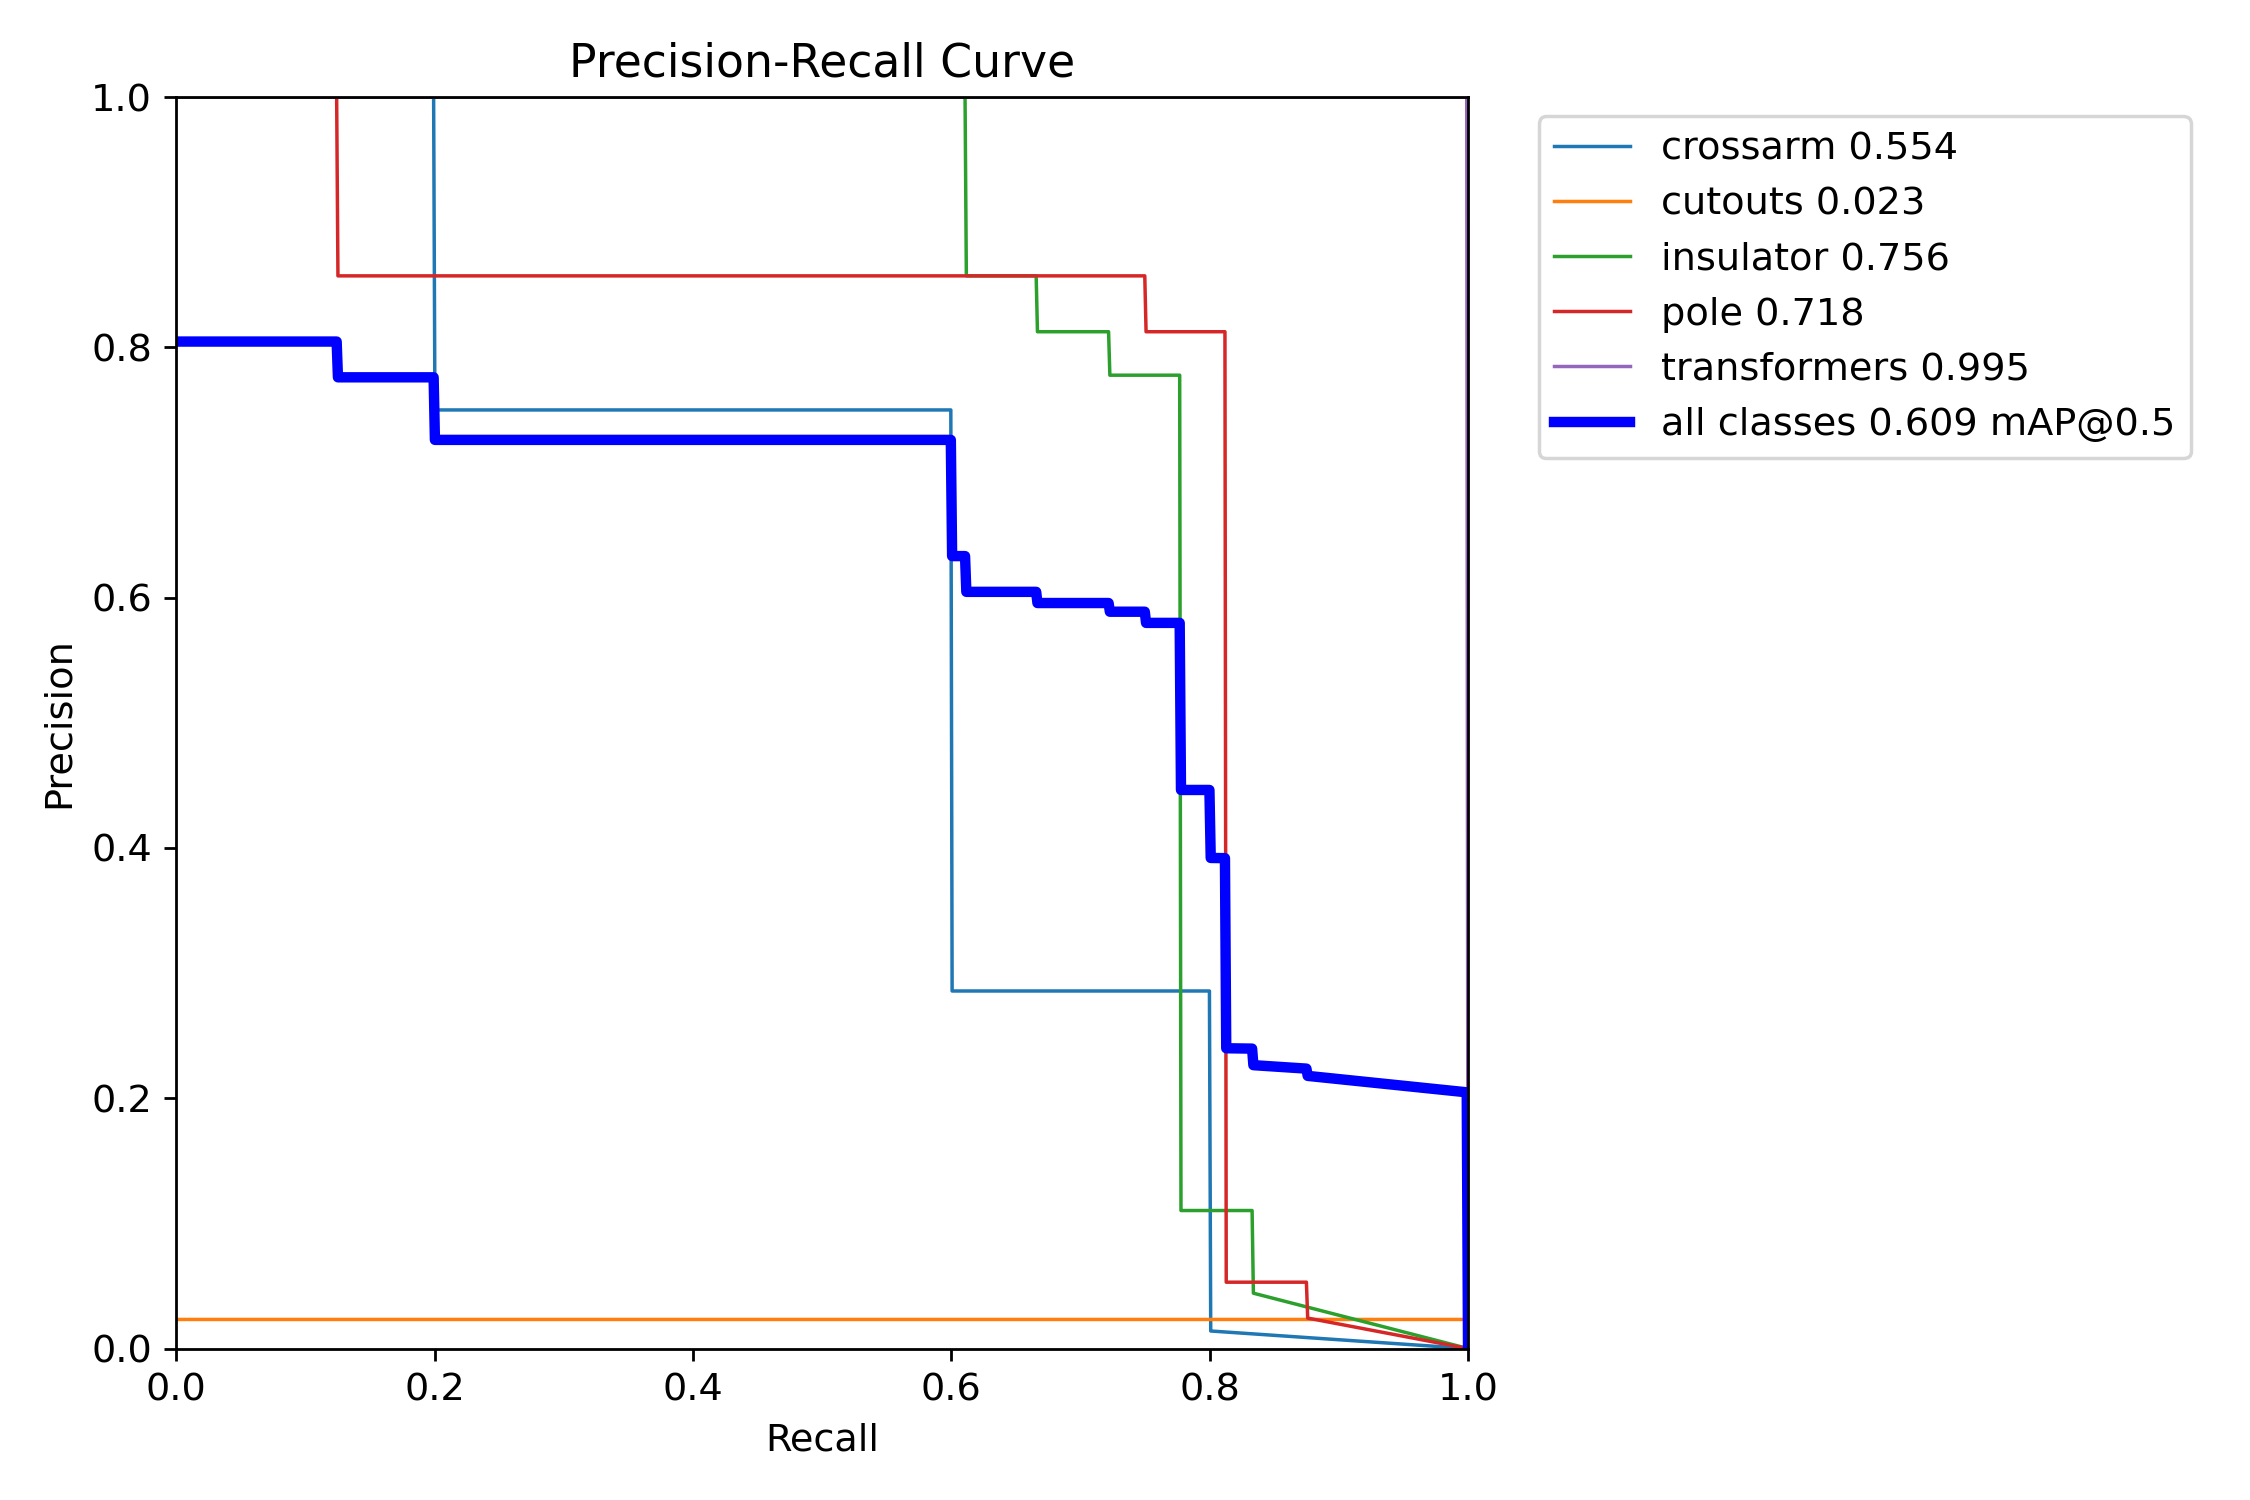 Precision-Recall Curve
1.0
0.8
0.6
0.4
0.2
0.0
Precision
0.0 0.2 0.4 0.6 0.8 1.0
Recall
crossarm 0.554
cutouts 0.023
insulator 0.756
pole 0.718
transformers 0.995
all classes 0.609 mAP@0.5